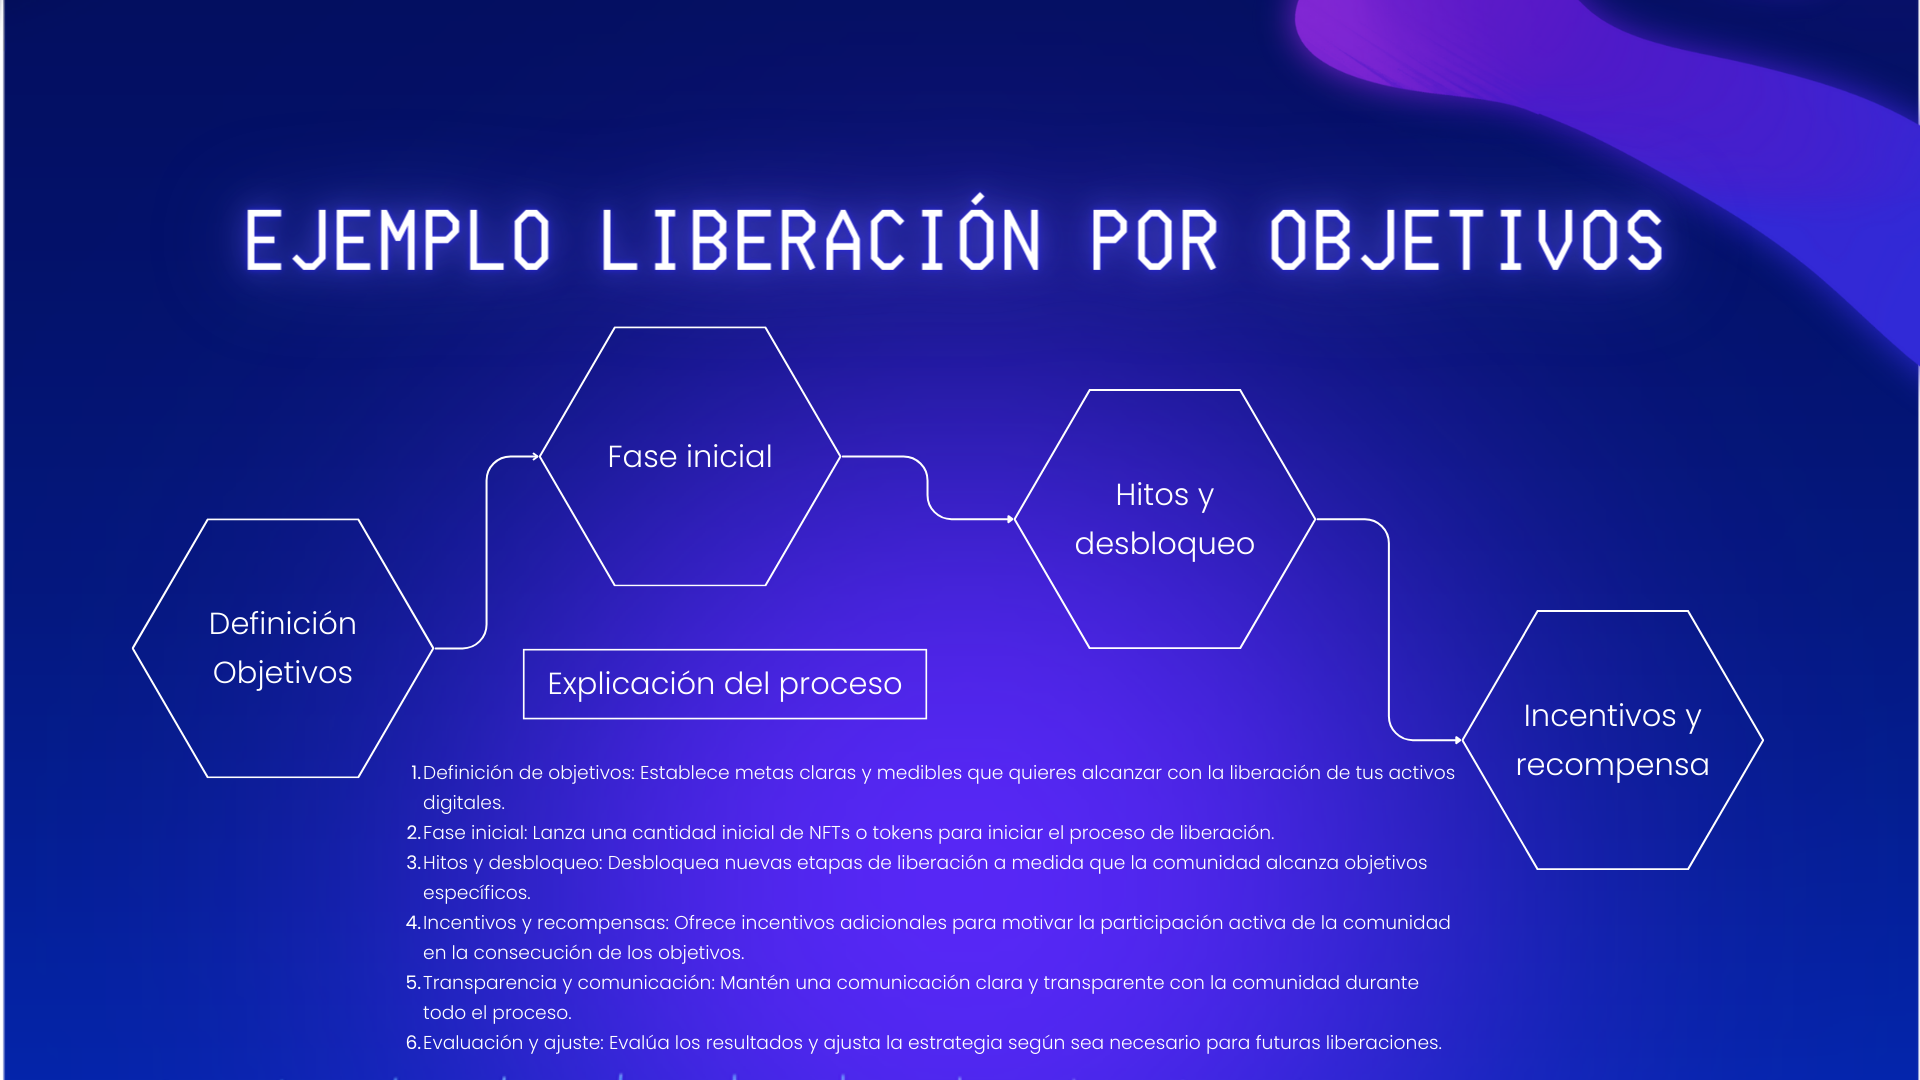 EJEMPLO LIBERACIÓN POR OBJETIVOS
Fase inicial
Hitos y
desbloqueo
Definición
Objetivos
Explicación del proceso
Incentivos y
recompensa
1. Definición de objetivos: Establece metas claras y medibles que quieres alcanzar con la liberación de tus activos
digitales.
2. Fase inicial: Lanza una cantidad inicial de NFTs o tokens para iniciar el proceso de liberación.
3. Hitos y desbloqueo: Desbloquea nuevas etapas de liberación a medida que la comunidad alcanza objetivos
específicos.
4. Incentivos y recompensas: Ofrece incentivos adicionales para motivar la participación activa de la comunidad
en la consecución de los objetivos.
5. Transparencia y comunicación: Mantén una comunicación clara y transparente con la comunidad durante
todo el proceso.
6. Evaluación y ajuste: Evalúa los resultados y ajusta la estrategia según sea necesario para futuras liberaciones.